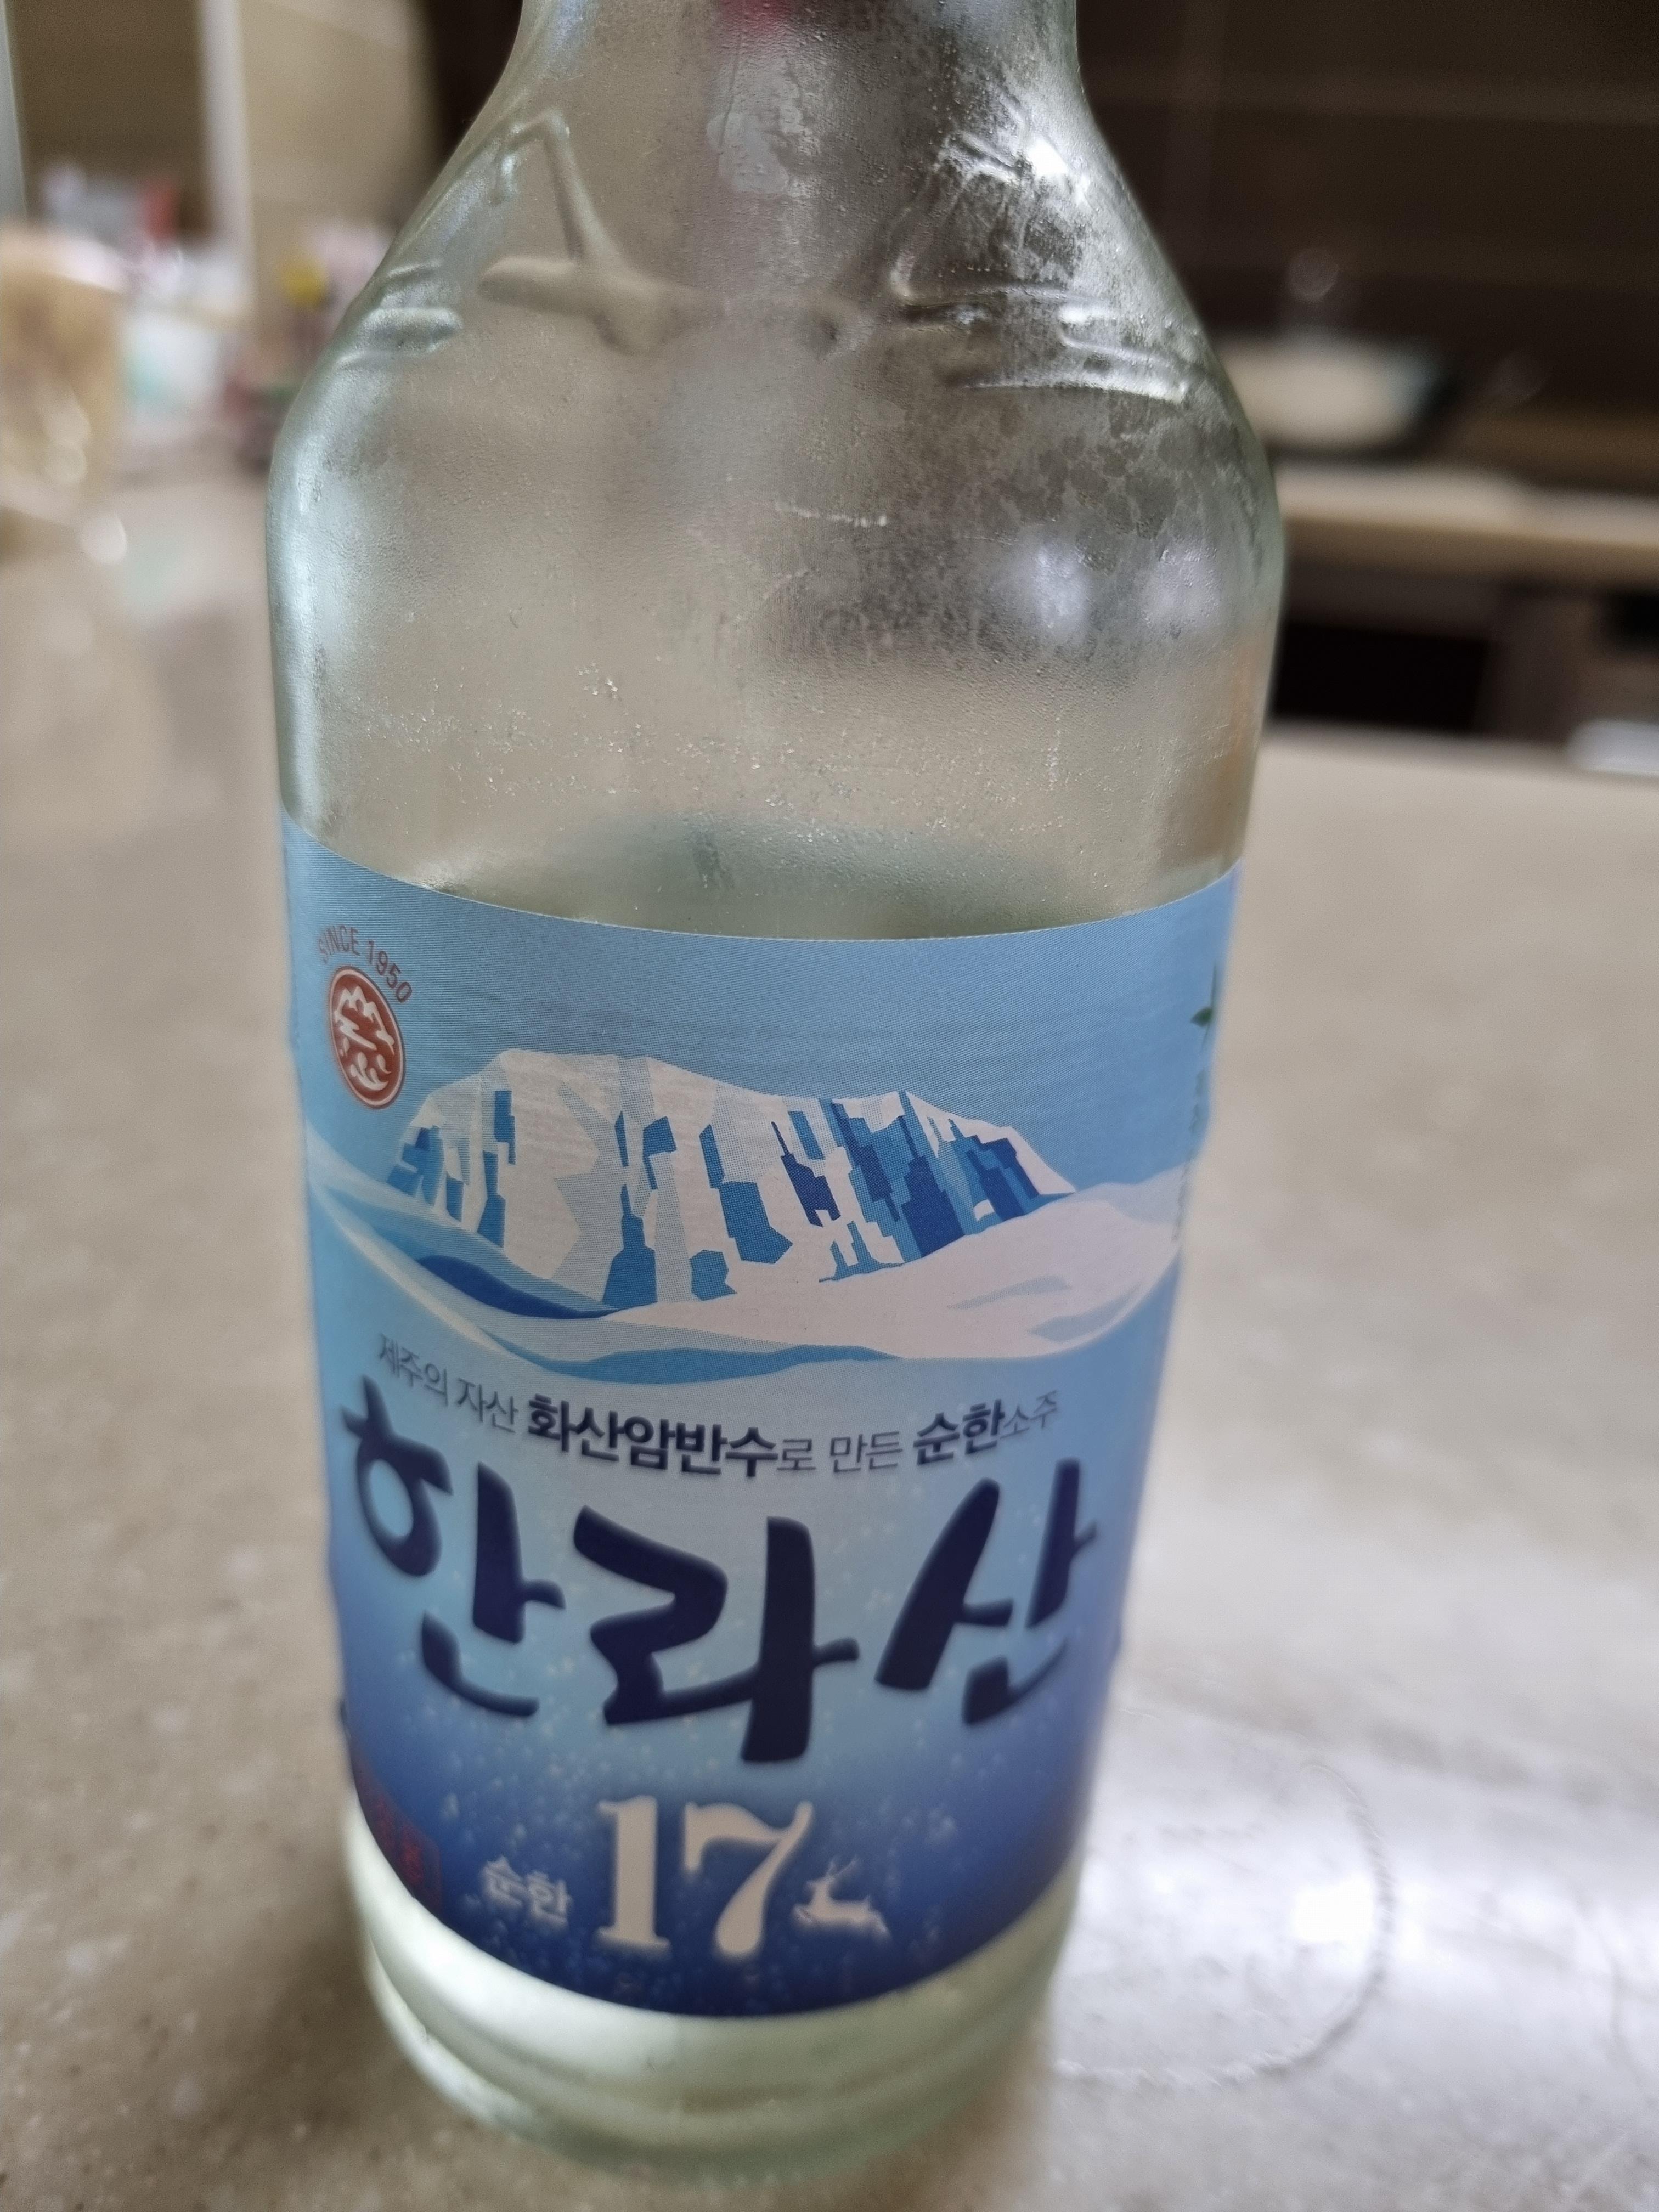 SINCE 1950
제주의 자산 화산암반수로 만든 순한소주
한라산
순한 17